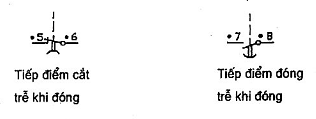 5 6
7 8
Tiếp điểm cắt
trễ khi đóng
Tiếp điểm đóng
trễ khi đóng